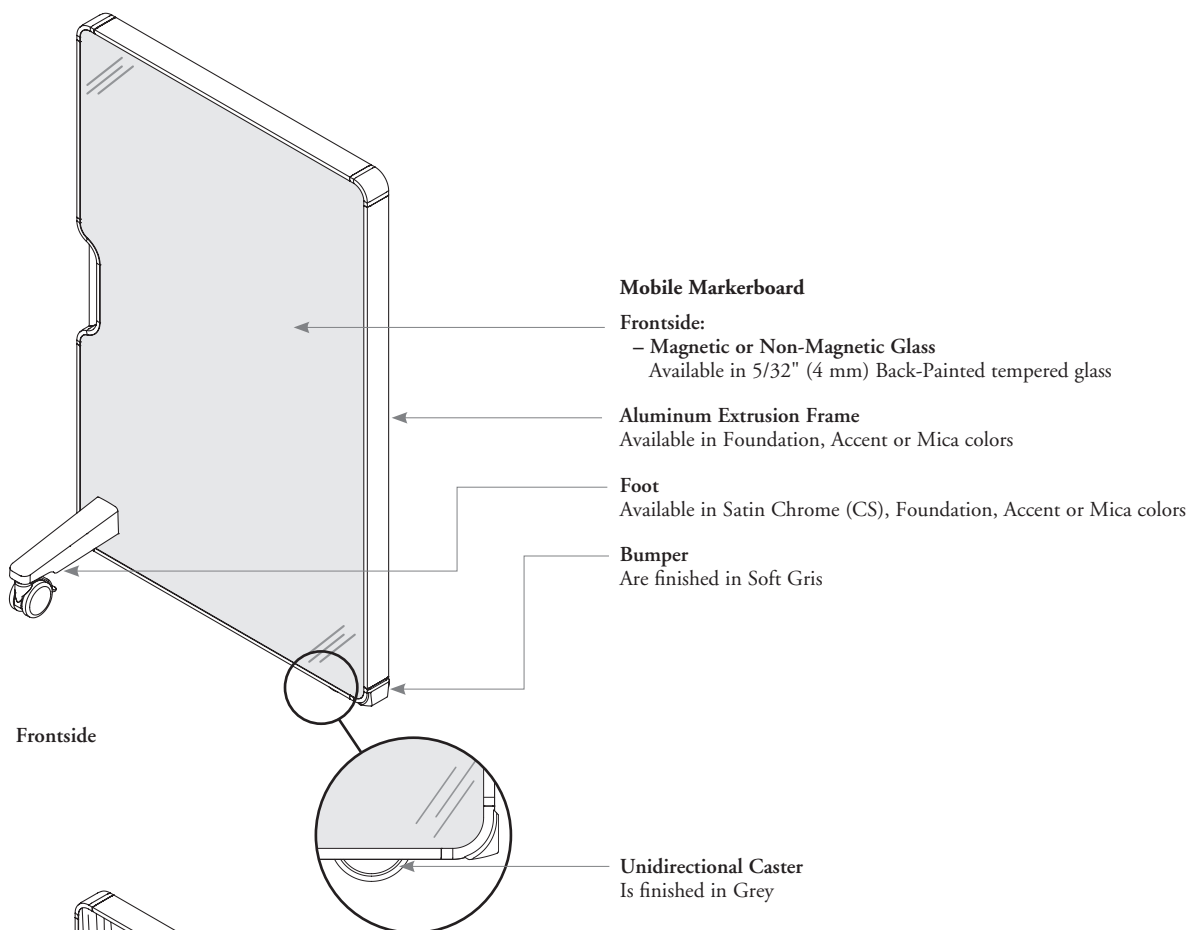 Mobile Markerboard
Frontside:
– Magnetic or Non-Magnetic Glass
Available in 5/32" (4 mm) Back-Painted tempered glass
Aluminum Extrusion Frame
Available in Foundation, Accent or Mica colors
Foot
Available in Satin Chrome (CS), Foundation, Accent or Mica colors
Bumper
Are finished in Soft Gris
Frontside
Unidirectional Caster
Is finished in Grey